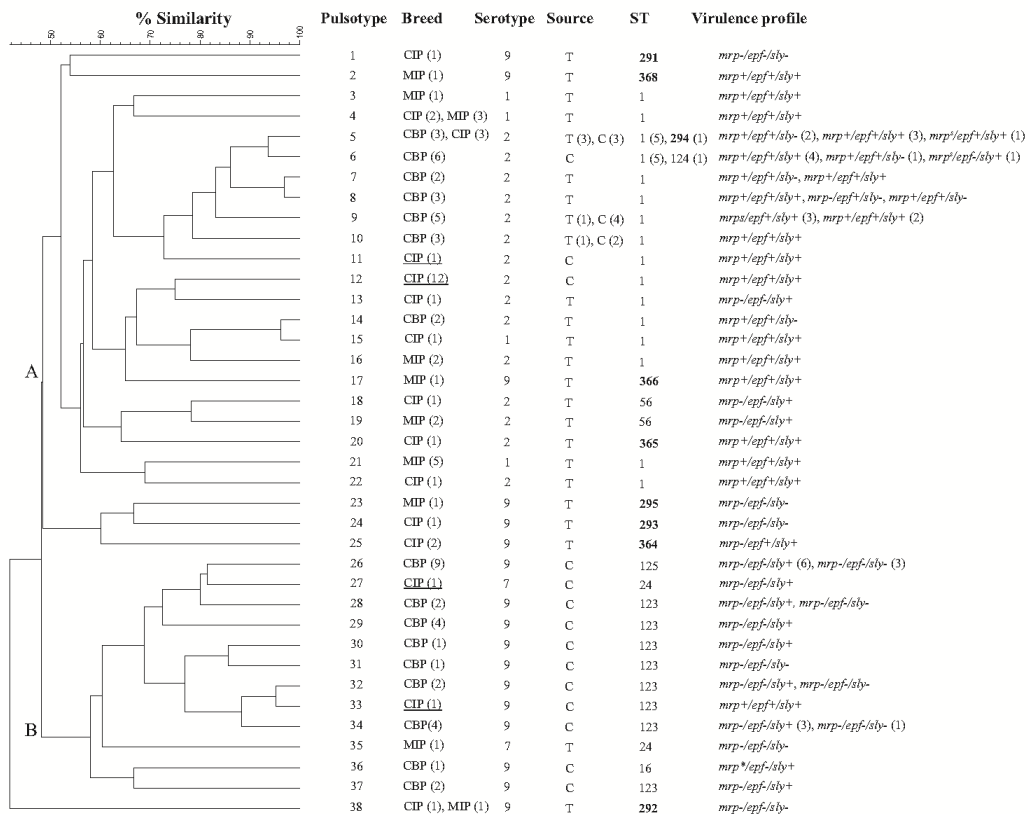 % Similarity Pulsotype Breed Serotype Source ST Virulence profile
50 60 70 80 90 100
1 CIP (1) 9 T 291 mrp-/epf-/sly-
2 MIP (1) 9 T 368 mrp+/epf+/sly+
3 MIP (1) 1 T 1 mrp+/epf+/sly+
4 CIP (2), MIP (3) 1 T 1 mrp+/epf+/sly+
5 CBP (3), CIP (3) 2 T (3), C (3) 1 (5), 294 (1) mrp+/epf+/sly- (2), mrp+/epf+/sly+ (3), mrpˢ/epf+/sly+ (1)
6 CBP (6) 2 C 1 (5), 124 (1) mrp+/epf+/sly+ (4), mrp+/epf+/sly- (1), mrpˢ/epf-/sly+ (1)
7 CBP (2) 2 T 1 mrp+/epf+/sly-, mrp+/epf+/sly+
8 CBP (3) 2 T 1 mrp+/epf+/sly+, mrp-/epf+/sly-, mrp+/epf+/sly-
9 CBP (5) 2 T (1), C (4) 1 mrps/epf+/sly+ (3), mrp+/epf+/sly+ (2)
10 CBP (3) 2 T (1), C (2) 1 mrp+/epf+/sly+
11 CIP (1) 2 C 1 mrp+/epf+/sly+
12 CIP (12) 2 C 1 mrp+/epf+/sly+
13 CIP (1) 2 T 1 mrp-/epf-/sly+
14 CBP (2) 2 T 1 mrp+/epf+/sly-
15 CIP (1) 1 T 1 mrp+/epf+/sly+
16 MIP (2) 2 T 1 mrp+/epf+/sly+
A
17 MIP (1) 9 T 366 mrp+/epf+/sly+
18 CIP (1) 2 T 56 mrp-/epf-/sly+
19 MIP (2) 2 T 56 mrp-/epf-/sly+
20 CIP (1) 2 T 365 mrp+/epf+/sly+
21 MIP (5) 1 T 1 mrp+/epf+/sly+
22 CIP (1) 2 T 1 mrp+/epf+/sly+
23 MIP (1) 9 T 295 mrp-/epf-/sly-
24 CIP (1) 9 T 293 mrp-/epf-/sly-
25 CIP (2) 9 T 364 mrp-/epf+/sly+
26 CBP (9) 9 C 125 mrp-/epf-/sly+ (6), mrp-/epf-/sly- (3)
27 CIP (1) 7 C 24 mrp-/epf-/sly+
28 CBP (2) 9 C 123 mrp-/epf-/sly+, mrp-/epf-/sly-
29 CBP (4) 9 C 123 mrp-/epf-/sly+
30 CBP (1) 9 C 123 mrp-/epf-/sly+
31 CBP (1) 9 C 123 mrp-/epf-/sly-
32 CBP (2) 9 C 123 mrp-/epf-/sly+, mrp-/epf-/sly-
33 CIP (1) 9 C 123 mrp+/epf+/sly+
B
34 CBP(4) 9 C 123 mrp-/epf-/sly+ (3), mrp-/epf-/sly- (1)
35 MIP (1) 7 T 24 mrp-/epf-/sly-
36 CBP (1) 9 C 16 mrp*/epf-/sly+
37 CBP (2) 9 C 123 mrp-/epf-/sly+
38 CIP (1), MIP (1) 9 T 292 mrp-/epf-/sly-